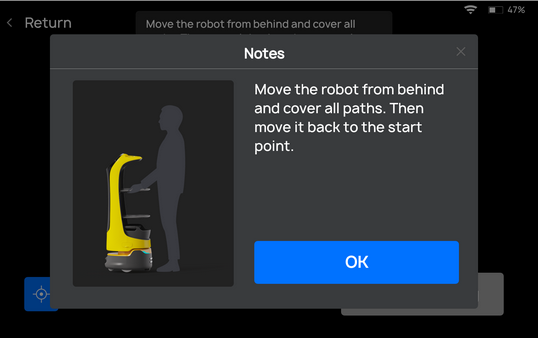 47%
Return
Move the robot from behind and cover all
Notes
Move the robot from behind
and cover all paths. Then
move it back to the start
point.
OK